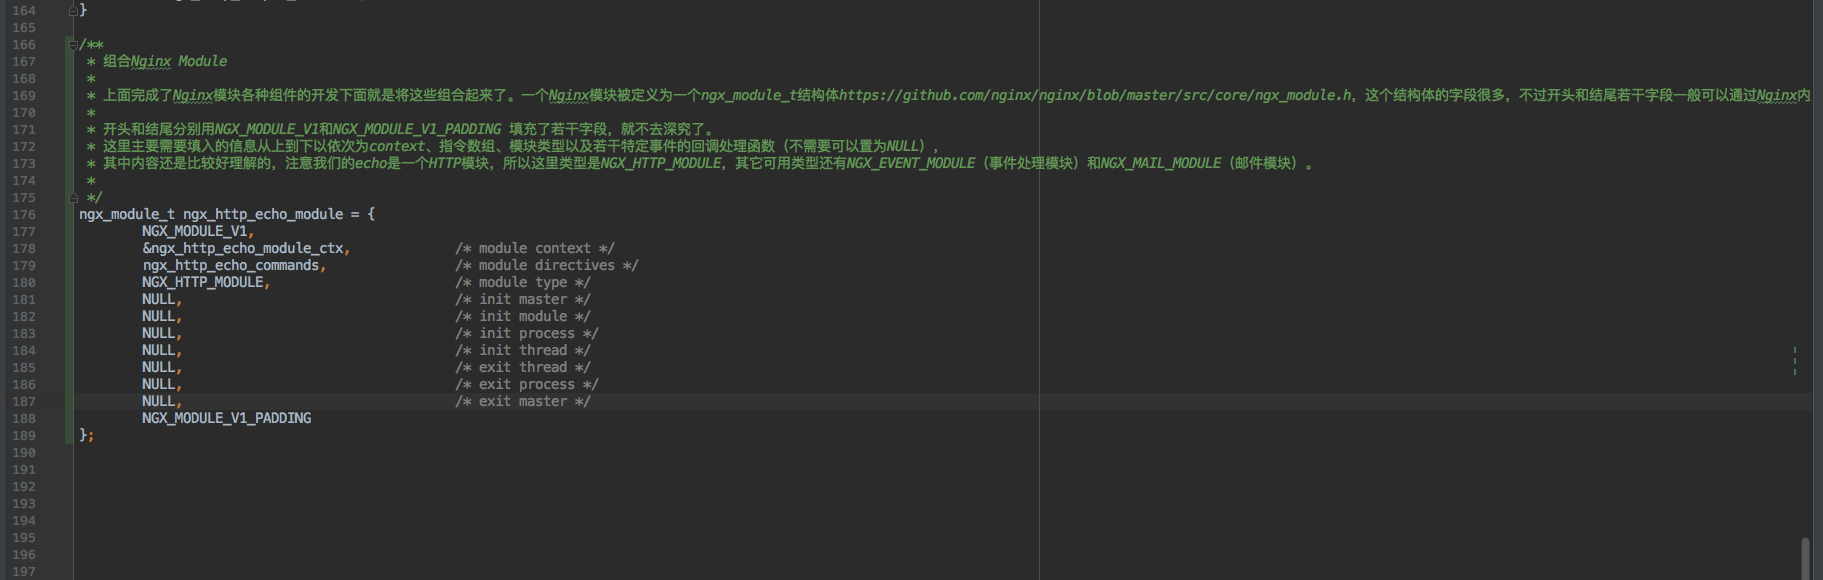 164 }
165
166 /**
167 * 组合Nginx Module
168 *
169 * 上面完成了Nginx模块各种组件的开发下面就是将这些组合起来了。一个Nginx模块被定义为一个ngx_module_t结构体https://github.com/nginx/nginx/blob/master/src/core/ngx_module.h，这个结构体的字段很多，不过开头和结尾若干字段一般可以通过Nginx内
170 *
171 * 开头和结尾分别用NGX_MODULE_V1和NGX_MODULE_V1_PADDING 填充了若干字段，就不去深究了。
172 * 这里主要需要填入的信息从上到下以依次为context、指令数组、模块类型以及若干特定事件的回调处理函数（不需要可以置为NULL），
173 * 其中内容还是比较好理解的，注意我们的echo是一个HTTP模块，所以这里类型是NGX_HTTP_MODULE，其它可用类型还有NGX_EVENT_MODULE（事件处理模块）和NGX_MAIL_MODULE（邮件模块）。
174 *
175 */
176 ngx_module_t ngx_http_echo_module = {
177 NGX_MODULE_V1,
178 &ngx_http_echo_module_ctx, /* module context */
179 ngx_http_echo_commands, /* module directives */
180 NGX_HTTP_MODULE, /* module type */
181 NULL, /* init master */
182 NULL, /* init module */
183 NULL, /* init process */
184 NULL, /* init thread */
185 NULL, /* exit thread */
186 NULL, /* exit process */
187 NULL, /* exit master */
188 NGX_MODULE_V1_PADDING
189 };
190
191
192
193
194
195
196
197